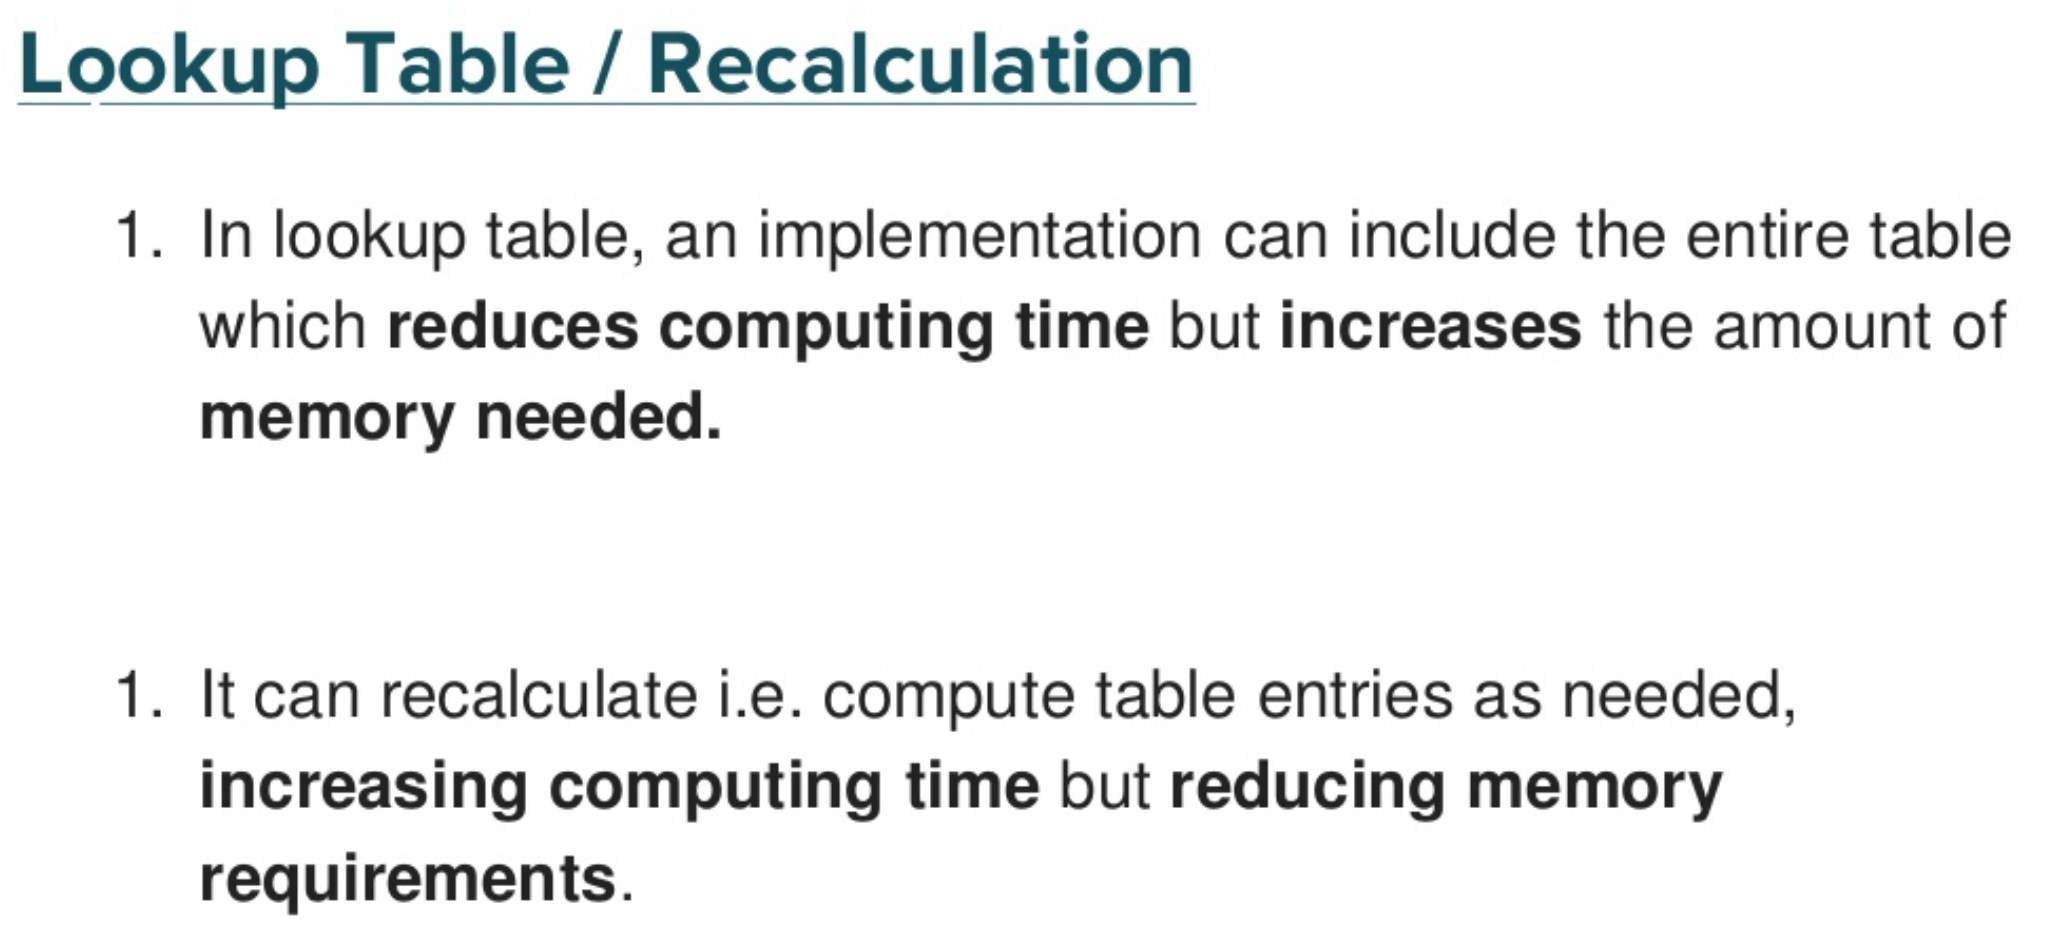 Lookup Table / Recalculation
1. In lookup table, an implementation can include the entire table
which reduces computing time but increases the amount of
memory needed.
1. It can recalculate i.e. compute table entries as needed,
increasing computing time but reducing memory
requirements.